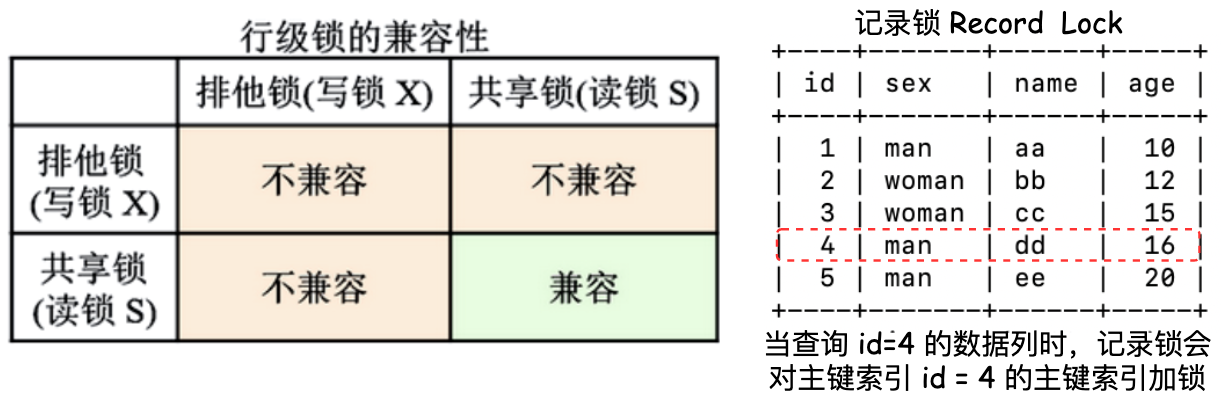 行级锁的兼容性
排他锁(写锁 X) 共享锁(读锁 S)
排他锁
(写锁 X)
不兼容 不兼容
共享锁
(读锁 S)
不兼容 兼容
记录锁 Record Lock
+----+-------+------+-----+
| id | sex | name | age |
+----+-------+------+-----+
| 1 | man | aa | 10 |
| 2 | woman | bb | 12 |
| 3 | woman | cc | 15 |
| 4 | man | dd | 16 |
| 5 | man | ee | 20 |
+----+-------+------+-----+
当查询 id=4 的数据列时，记录锁会
对主键索引 id = 4 的主键索引加锁